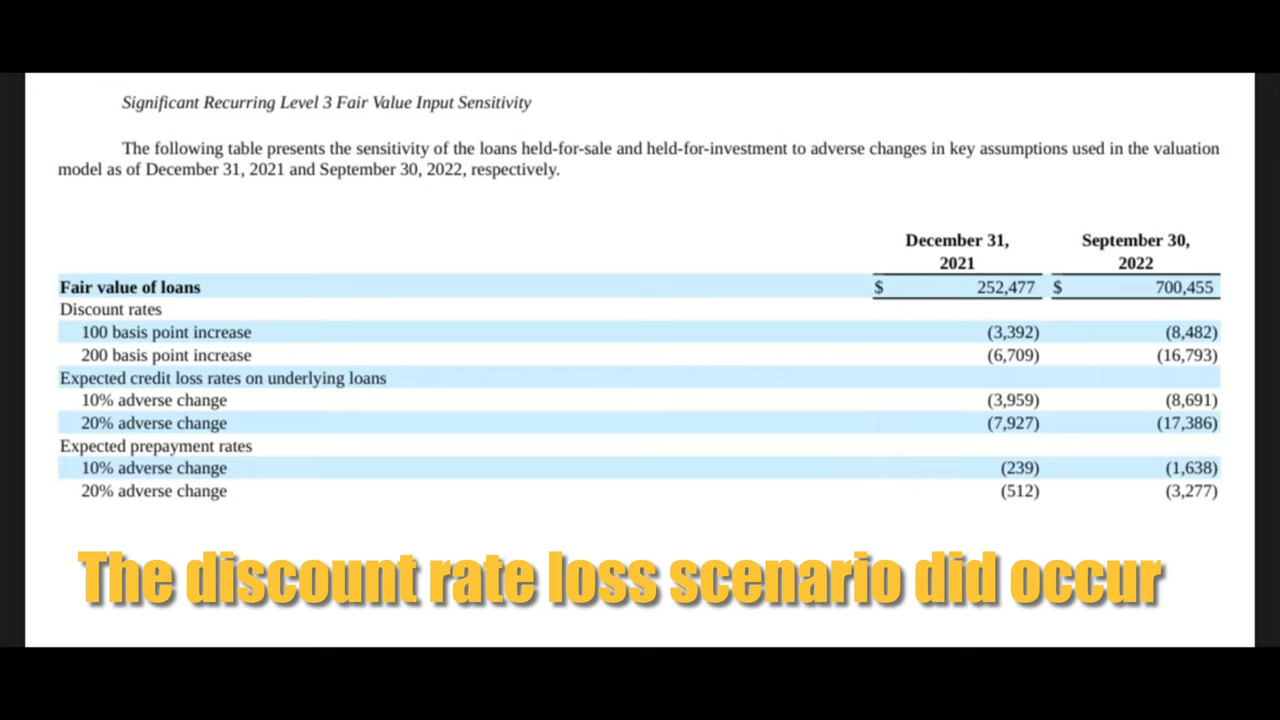 Significant Recurring Level 3 Fair Value Input Sensitivity
The following table presents the sensitivity of the loans held-for-sale and held-for-investment to adverse changes in key assumptions used in the valuation
model as of December 31, 2021 and September 30, 2022, respectively.
December 31, September 30,
2021 2022
Fair value of loans $ 252,477 $ 700,455
Discount rates
100 basis point increase (3,392) (8,482)
200 basis point increase (6,709) (16,793)
Expected credit loss rates on underlying loans
10% adverse change (3,959) (8,691)
20% adverse change (7,927) (17,386)
Expected prepayment rates
10% adverse change (239) (1,638)
20% adverse change (512) (3,277)
The discount rate loss scenario did occur